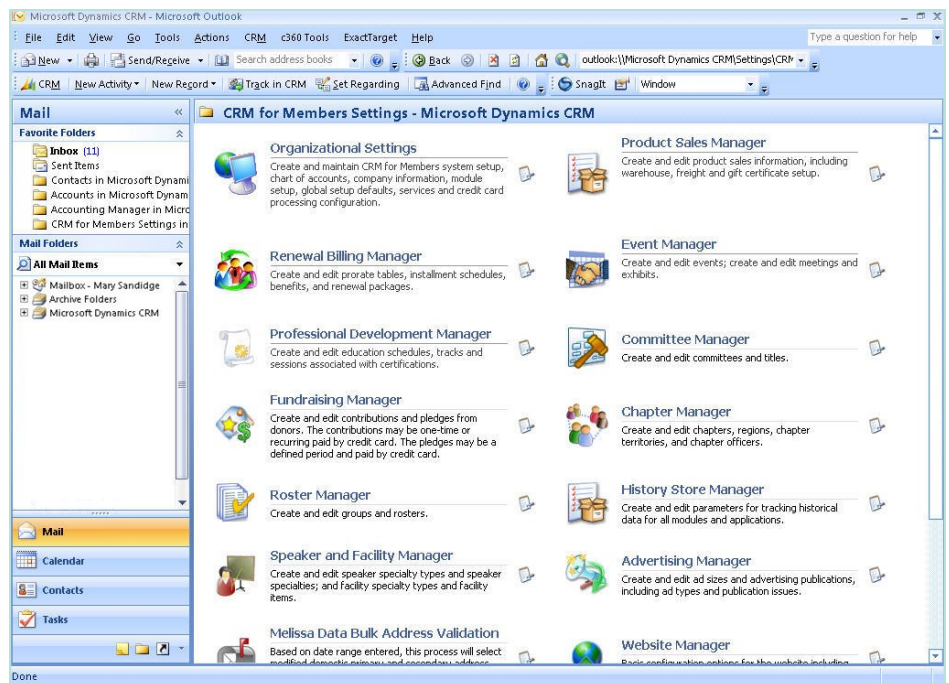 Microsoft Dynamics CRM - Microsoft Outlook
File Edit View Go Tools Actions CRM c360 Tools ExactTarget Help
Type a question for help
New Send/Receive Search address books Back outlook:\\Microsoft Dynamics CRM\Settings\CRM
CRM New Activity New Record Track in CRM Set Regarding Advanced Find SnagIt Window
Mail
CRM for Members Settings - Microsoft Dynamics CRM
Favorite Folders
Inbox (11)
Sent Items
Contacts in Microsoft Dynami
Accounts in Microsoft Dynam
Accounting Manager in Micro
CRM for Members Settings in
Mail Folders
All Mail Items
Mailbox - Mary Sandidge
Archive Folders
Microsoft Dynamics CRM
Mail
Calendar
Contacts
Tasks
Organizational Settings
Create and maintain CRM for Members system setup,
chart of accounts, company information, module
setup, global setup defaults, services and credit card
processing configuration.
Product Sales Manager
Create and edit product sales information, including
warehouse, freight and gift certificate setup.
Renewal Billing Manager
Create and edit prorate tables, installment schedules,
benefits, and renewal packages.
Event Manager
Create and edit events; create and edit meetings and
exhibits.
Professional Development Manager
Create and edit education schedules, tracks and
sessions associated with certifications.
Committee Manager
Create and edit committees and titles.
Fundraising Manager
Create and edit contributions and pledges from
donors. The contributions may be one-time or
recurring paid by credit card. The pledges may be a
defined period and paid by credit card.
Chapter Manager
Create and edit chapters, regions, chapter
territories, and chapter officers.
Roster Manager
Create and edit groups and rosters.
History Store Manager
Create and edit parameters for tracking historical
data for all modules and applications.
Speaker and Facility Manager
Create and edit speaker specialty types and speaker
specialties; and facility specialty types and facility
items.
Advertising Manager
Create and edit ad sizes and advertising publications,
including ad types and publication issues.
Melissa Data Bulk Address Validation
Based on date range entered, this process will select
modified domestic primary and secondary address
Website Manager
Basic configuration options for the website including
Done